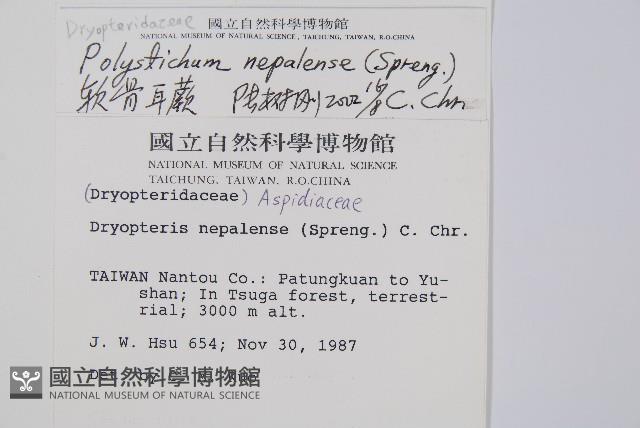 Dryopteridaceae
國立自然科學博物館
NATIONAL MUSEUM OF NATURAL SCIENCE, TAICHUNG, TAIWAN, R.O.CHINA
Polystichum nepalense (Spreng.)
軟骨耳蕨 2002 C. Chr.
國立自然科學博物館
NATIONAL MUSEUM OF NATURAL SCIENCE
TAICHUNG, TAIWAN, R.O.CHINA
(Dryopteridaceae) Aspidiaceae
Dryopteris nepalense (Spreng.) C. Chr.
TAIWAN Nantou Co.: Patungkuan to Yu-
shan; In Tsuga forest, terrest-
rial; 3000 m alt.
J. W. Hsu 654; Nov 30, 1987
Det. by
國立自然科學博物館
NATIONAL MUSEUM OF NATURAL SCIENCE